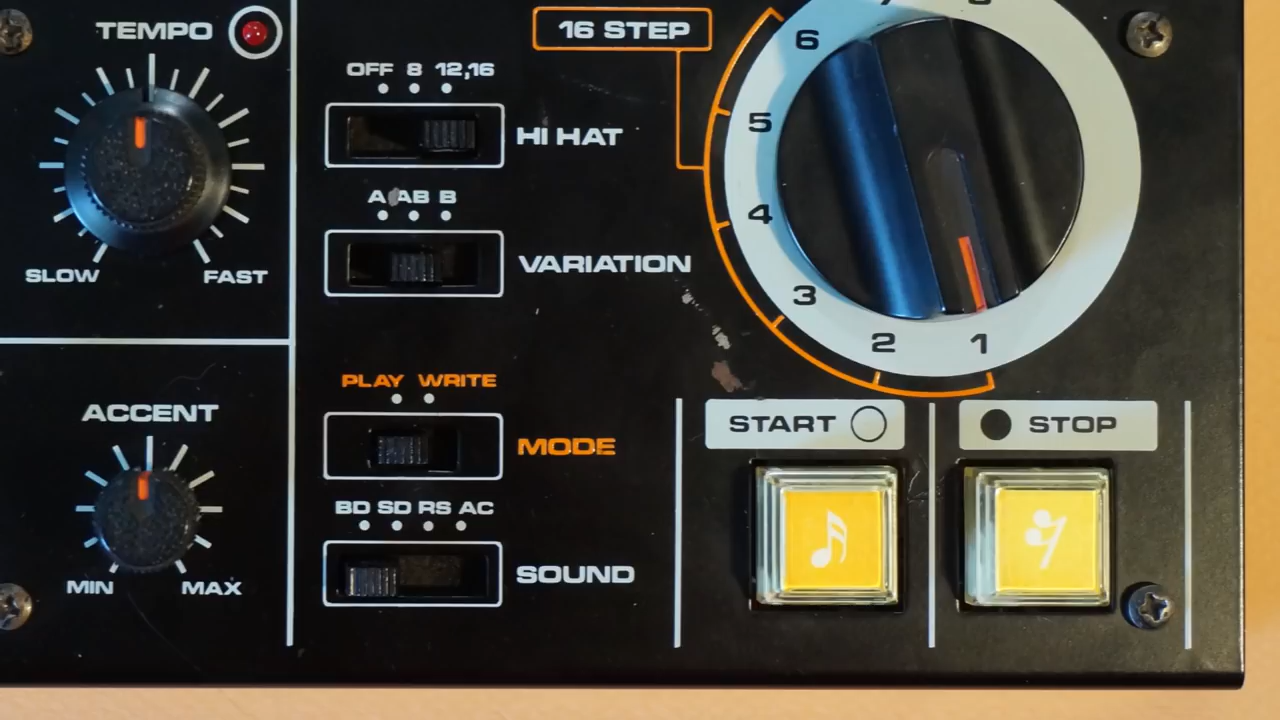 TEMPO
SLOW FAST
ACCENT
MIN MAX
OFF 8 12,16
HI HAT
A AB B
VARIATION
PLAY WRITE
MODE
BD SD RS AC
SOUND
16 STEP
6
5
4
3
2
1
START
STOP